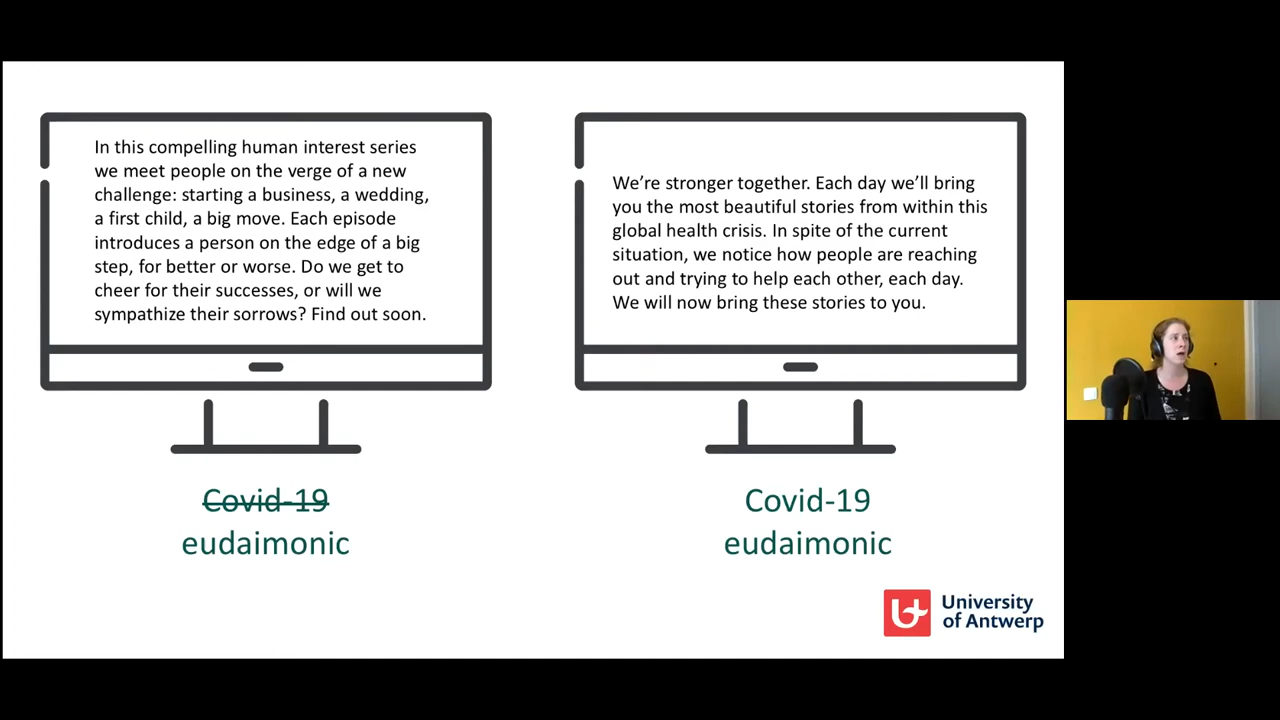 In this compelling human interest series
we meet people on the verge of a new
challenge: starting a business, a wedding,
a first child, a big move. Each episode
introduces a person on the edge of a big
step, for better or worse. Do we get to
cheer for their successes, or will we
sympathize their sorrows? Find out soon.
Covid-19
eudaimonic
We’re stronger together. Each day we’ll bring
you the most beautiful stories from within this
global health crisis. In spite of the current
situation, we notice how people are reaching
out and trying to help each other, each day.
We will now bring these stories to you.
Covid-19
eudaimonic
University
of Antwerp